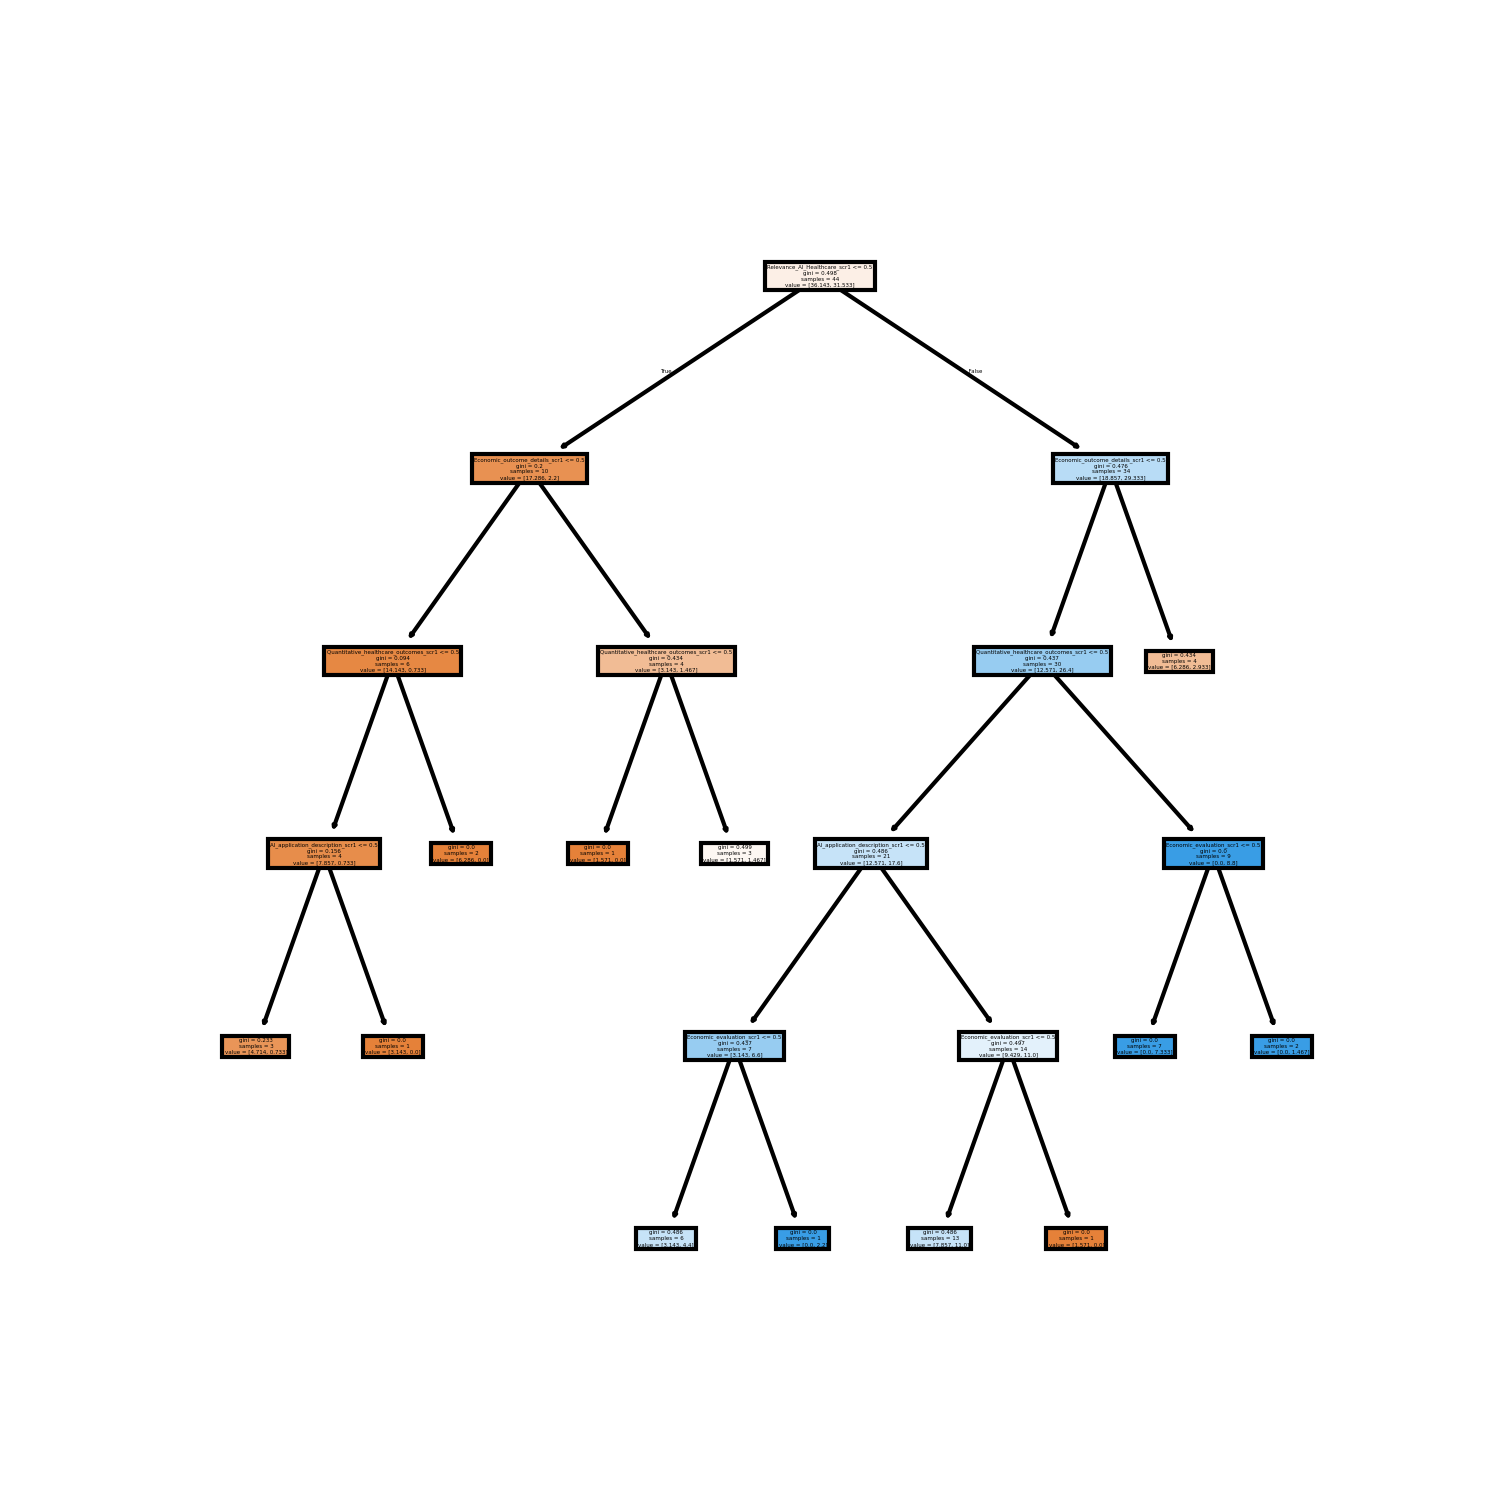 Relevance_AI_Healthcare_scr1 <= 0.5
gini = 0.498
samples = 44
value = [36.143, 31.533]
True
False
Economic_outcome_details_scr1 <= 0.5
gini = 0.2
samples = 10
value = [17.286, 2.2]
Economic_outcome_details_scr1 <= 0.5
gini = 0.476
samples = 34
value = [18.857, 29.333]
Quantitative_healthcare_outcomes_scr1 <= 0.5
gini = 0.094
samples = 6
value = [14.143, 0.733]
Quantitative_healthcare_outcomes_scr1 <= 0.5
gini = 0.434
samples = 4
value = [3.143, 1.467]
Quantitative_healthcare_outcomes_scr1 <= 0.5
gini = 0.437
samples = 30
value = [12.571, 26.4]
gini = 0.434
samples = 4
value = [6.286, 2.933]
AI_application_description_scr1 <= 0.5
gini = 0.156
samples = 4
value = [7.857, 0.733]
gini = 0.0
samples = 2
value = [6.286, 0.0]
gini = 0.0
samples = 1
value = [1.571, 0.0]
gini = 0.499
samples = 3
value = [1.571, 1.467]
AI_application_description_scr1 <= 0.5
gini = 0.486
samples = 21
value = [12.571, 17.6]
Economic_evaluation_scr1 <= 0.5
gini = 0.0
samples = 9
value = [0.0, 8.8]
gini = 0.233
samples = 3
value = [4.714, 0.733]
gini = 0.0
samples = 1
value = [3.143, 0.0]
Economic_evaluation_scr1 <= 0.5
gini = 0.437
samples = 7
value = [3.143, 6.6]
Economic_evaluation_scr1 <= 0.5
gini = 0.497
samples = 14
value = [9.429, 11.0]
gini = 0.0
samples = 7
value = [0.0, 7.333]
gini = 0.0
samples = 2
value = [0.0, 1.467]
gini = 0.486
samples = 6
value = [3.143, 4.4]
gini = 0.0
samples = 1
value = [0.0, 2.2]
gini = 0.486
samples = 13
value = [7.857, 11.0]
gini = 0.0
samples = 1
value = [1.571, 0.0]